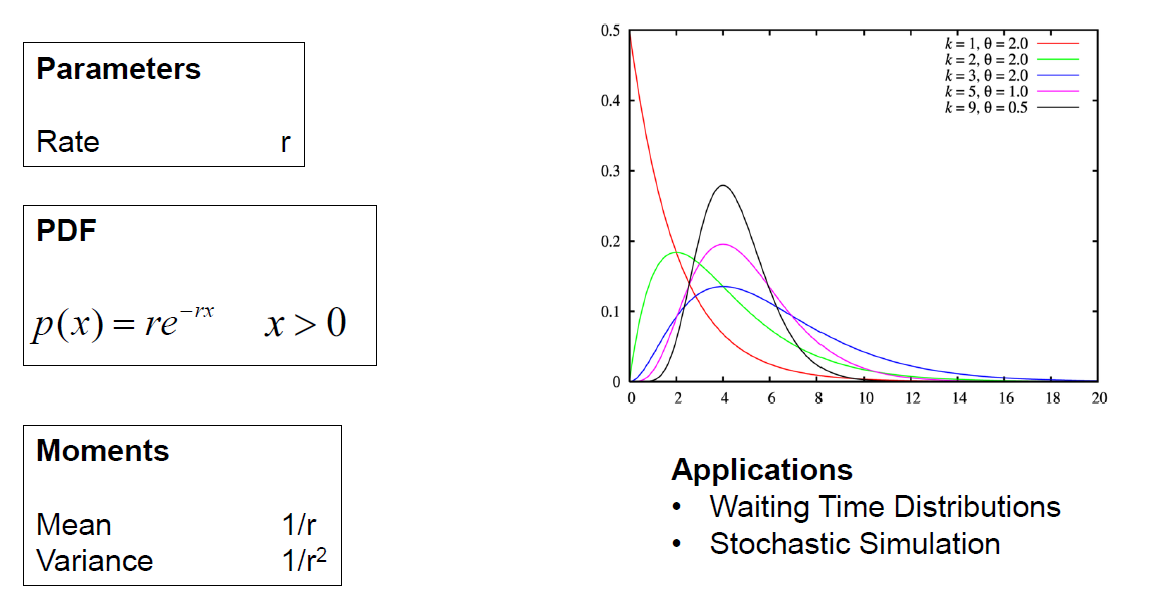 Parameters
Rate r
PDF
p(x) = re^{-rx} x > 0
Moments
Mean 1/r
Variance 1/r²
0.5
0.4
0.3
0.2
0.1
0
0 2 4 6 8 10 12 14 16 18 20
k = 1, θ = 2.0
k = 2, θ = 2.0
k = 3, θ = 2.0
k = 5, θ = 1.0
k = 9, θ = 0.5
Applications
• Waiting Time Distributions
• Stochastic Simulation